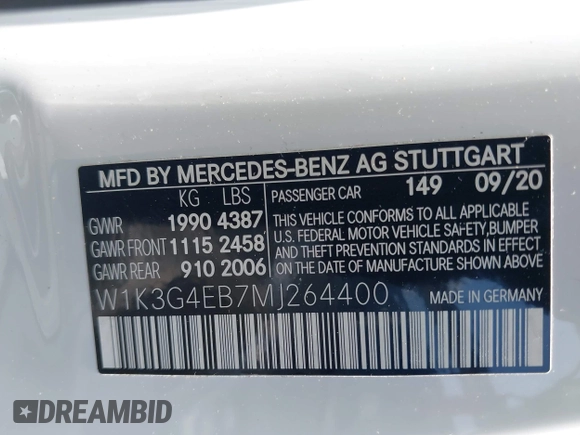 MFD BY MERCEDES-BENZ AG STUTTGART
KG LBS PASSENGER CAR 149 09/20
GVWR 1990 4387
GAWR FRONT 1115 2458
GAWR REAR 910 2006
THIS VEHICLE CONFORMS TO ALL APPLICABLE
U.S. FEDERAL MOTOR VEHICLE SAFETY,BUMPER
AND THEFT PREVENTION STANDARDS IN EFFECT
ON THE DATE OF MANUFACTURE SHOWN ABOVE.
W1K3G4EB7MJ264400 MADE IN GERMANY
DREAMBID